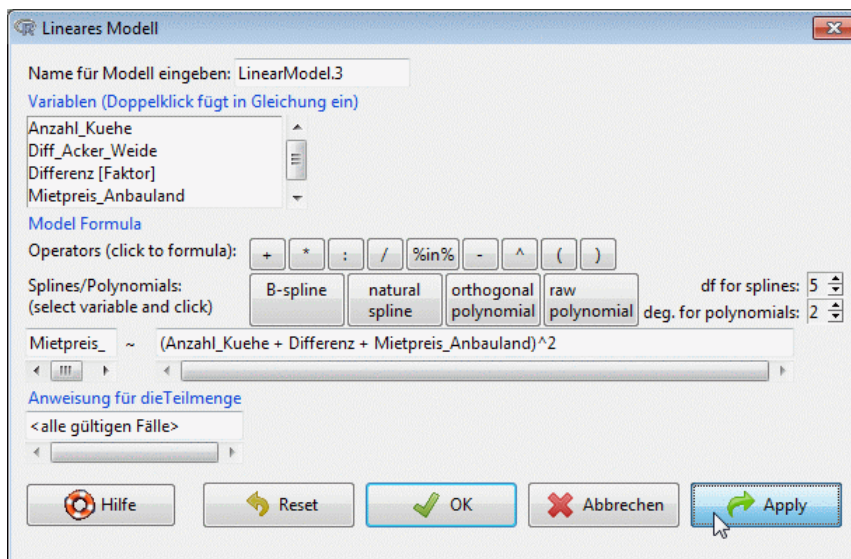 Lineares Modell
Name für Modell eingeben: LinearModel.3
Variablen (Doppelklick fügt in Gleichung ein)
Anzahl_Kuehe
Diff_Acker_Weide
Differenz [Faktor]
Mietpreis_Anbauland
Model Formula
Operators (click to formula): + * : / %in% - ^ ( )
Splines/Polynomials:
(select variable and click)
B-spline
natural
spline
orthogonal
polynomial
raw
polynomial
df for splines: 5
deg. for polynomials: 2
Mietpreis_ ~ (Anzahl_Kuehe + Differenz + Mietpreis_Anbauland)^2
Anweisung für dieTeilmenge
<alle gültigen Fälle>
Hilfe Reset OK Abbrechen Apply